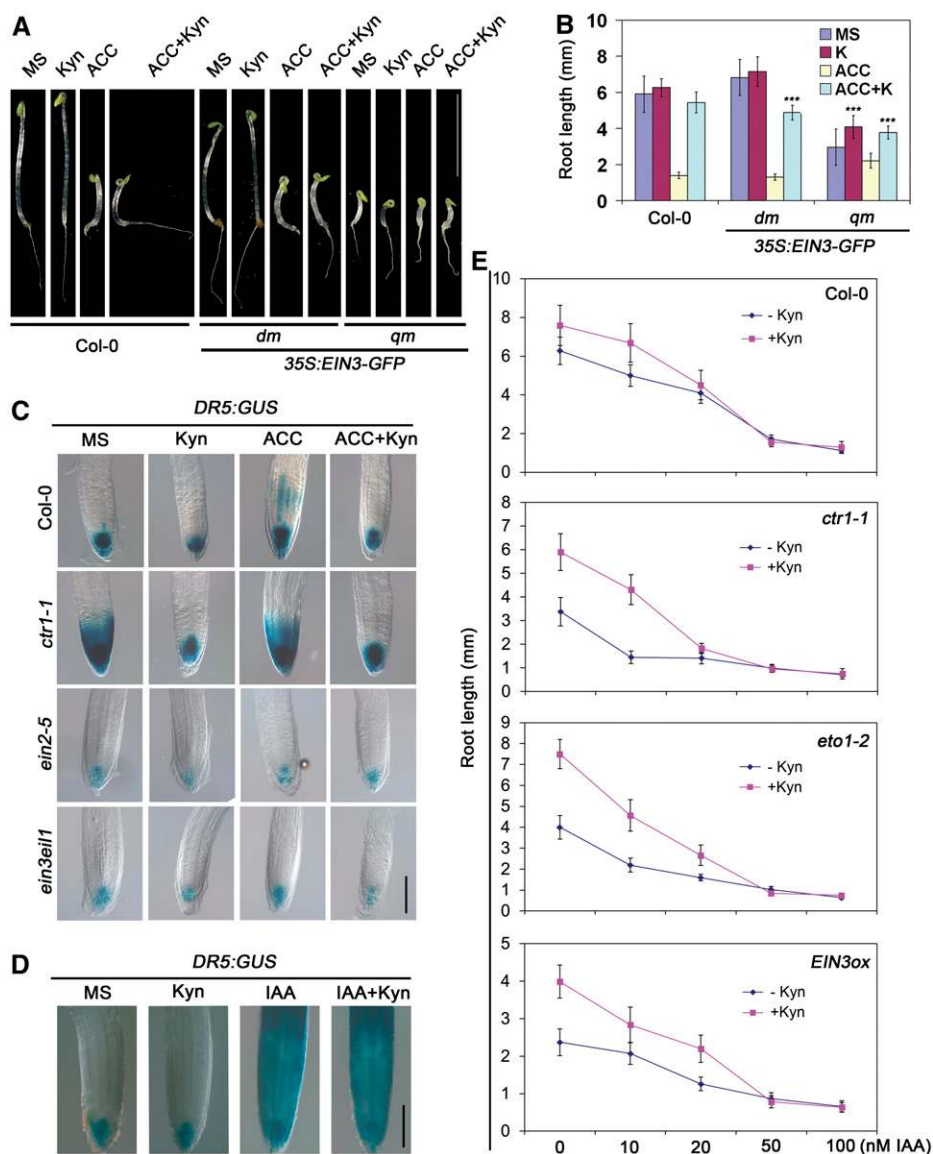 A
MS
Kyn
ACC
ACC+Kyn
MS
Kyn
ACC
ACC+Kyn
MS
Kyn
ACC
ACC+Kyn
Col-0
dm
qm
35S:EIN3-GFP
B
Root length (mm)
10
8
6
4
2
0
MS
K
ACC
ACC+K
***
***
***
Col-0
dm
qm
35S:EIN3-GFP
C
DR5:GUS
MS
Kyn
ACC
ACC+Kyn
Col-0
ctr1-1
ein2-5
ein3eil1
D
DR5:GUS
MS
Kyn
IAA
IAA+Kyn
E
Root length (mm)
Col-0
- Kyn
+Kyn
10
8
6
4
2
0
ctr1-1
- Kyn
+Kyn
8
7
6
5
4
3
2
1
0
eto1-2
- Kyn
+Kyn
9
8
7
6
5
4
3
2
1
0
EIN3ox
- Kyn
+Kyn
5
4
3
2
1
0
0 10 20 50 100 (nM IAA)